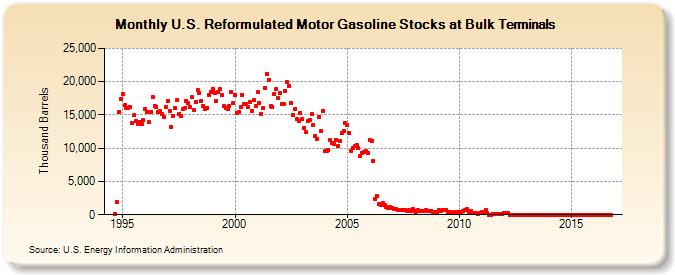 Monthly U.S. Reformulated Motor Gasoline Stocks at Bulk Terminals
Thousand Barrels
25,000
20,000
15,000
10,000
5,000
0
1995 2000 2005 2010 2015
Source: U.S. Energy Information Administration